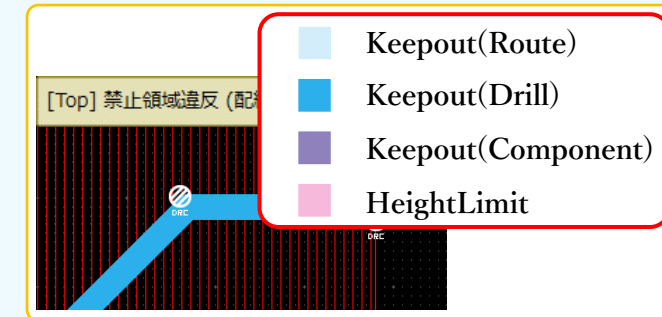 Keepout(Route)
[Top] 禁止領域違反 (配
Keepout(Drill)
Keepout(Component)
HeightLimit
DRC
DRC